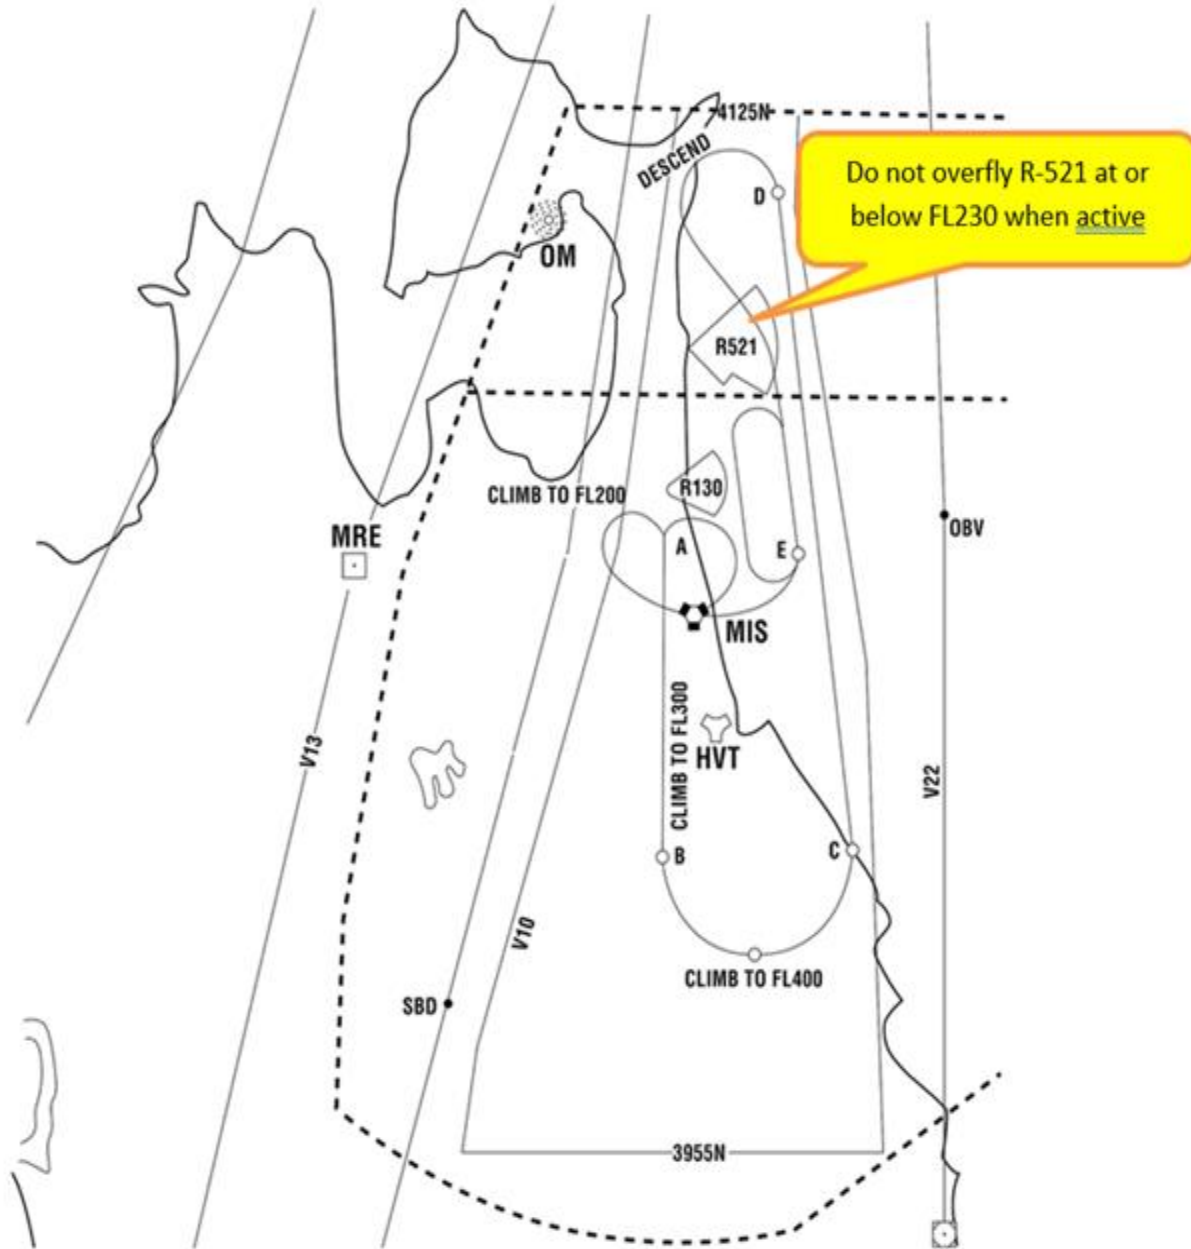 4125N
DESCEND
D
Do not overfly R-521 at or
below FL230 when active
OM
R521
CLIMB TO FL200
R130
OBV
MRE
A
E
MIS
CLIMB TO FL300
HVT
V13
V22
B
C
V10
CLIMB TO FL400
SBD
3955N